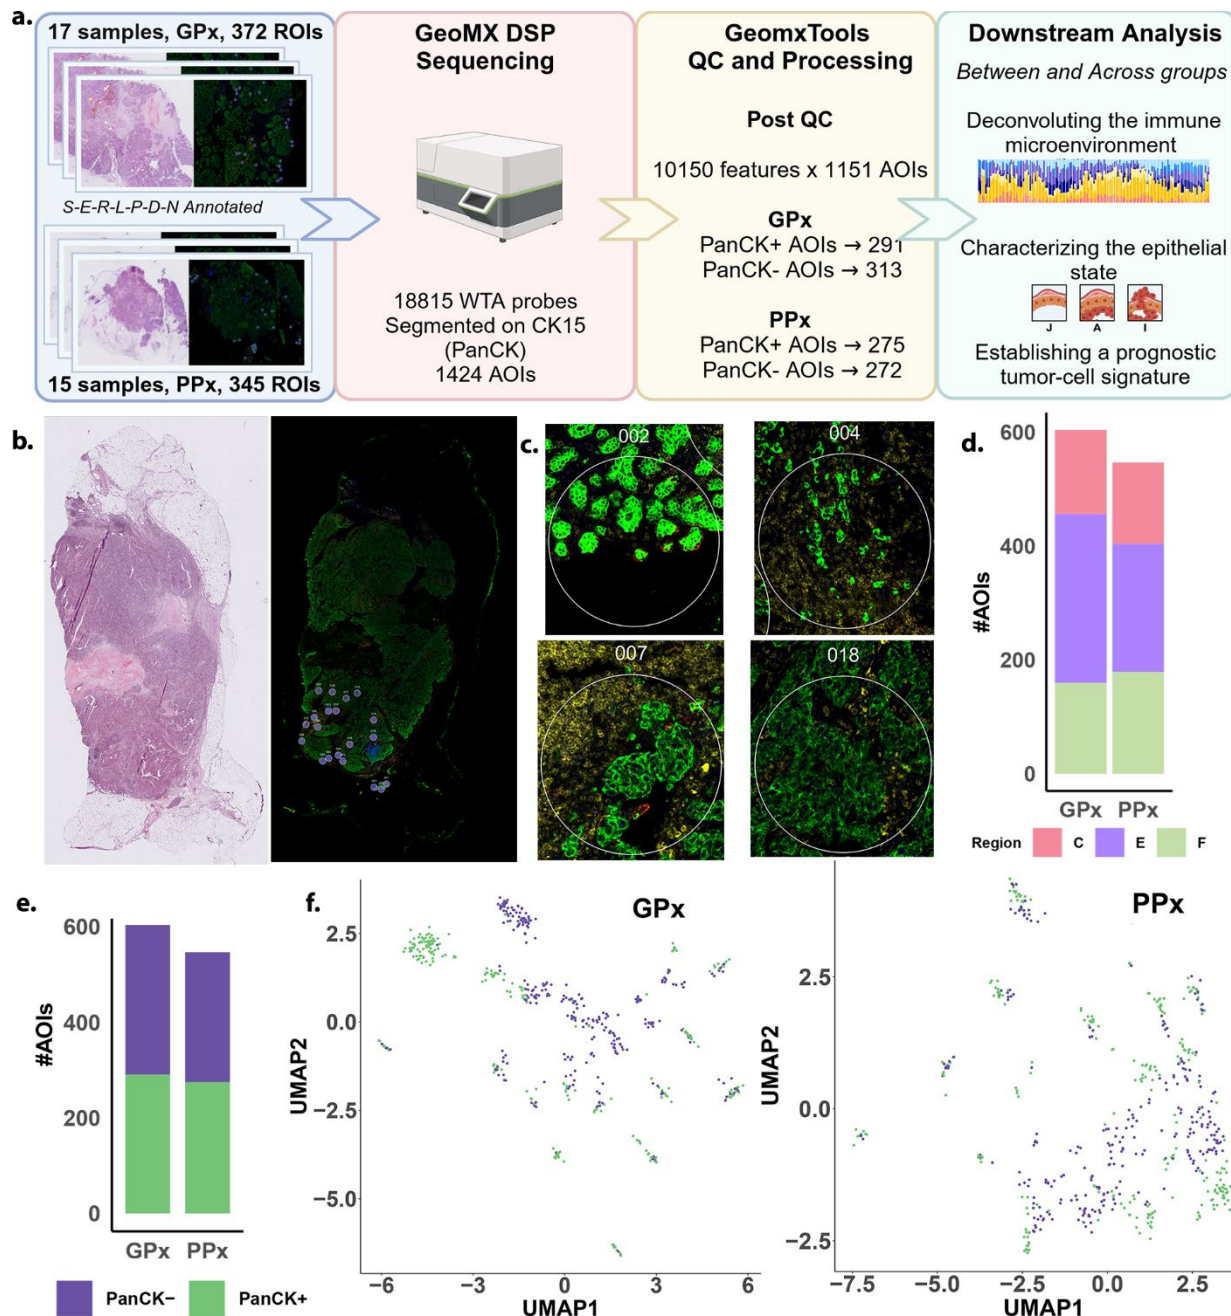 a.
17 samples, GPx, 372 ROIs
S-E-R-L-P-D-N Annotated
15 samples, PPx, 345 ROIs
GeoMX DSP
Sequencing
18815 WTA probes
Segmented on CK15
(PanCK)
1424 AOIs
GeomxTools
QC and Processing
Post QC
10150 features x 1151 AOIs
GPx
PanCK+ AOIs → 291
PanCK- AOIs → 313
PPx
PanCK+ AOIs → 275
PanCK- AOIs → 272
Downstream Analysis
Between and Across groups
Deconvoluting the immune
microenvironment
Characterizing the epithelial
state
J A I
Establishing a prognostic
tumor-cell signature
b.
c.
002
004
007
018
d.
#AOIs
600
400
200
0
GPx PPx
Region C E F
e.
#AOIs
600
400
200
0
GPx PPx
PanCK− PanCK+
f.
GPx
UMAP2
2.5
0.0
−2.5
−5.0
−6 −3 0 3 6
UMAP1
PPx
UMAP2
2.5
0.0
−2.5
−7.5 −5.0 −2.5 0.0 2.5
UMAP1